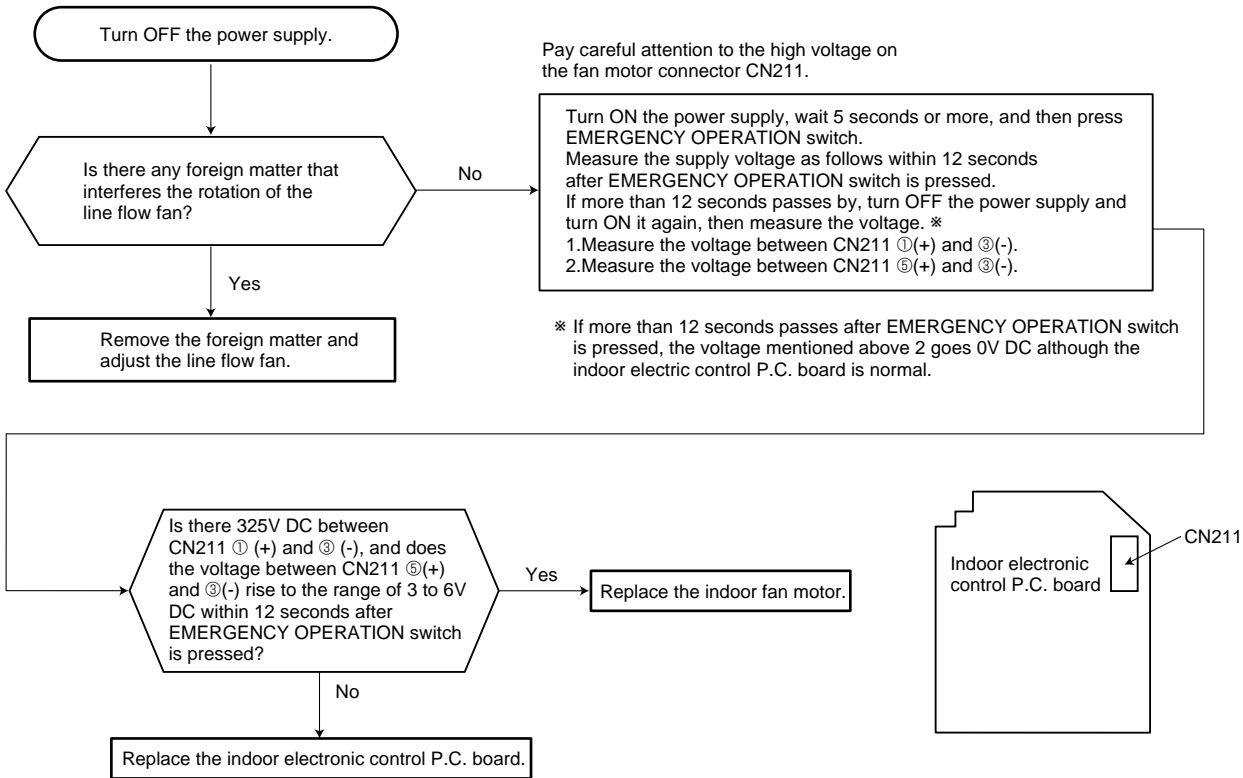 Turn OFF the power supply.
Pay careful attention to the high voltage on
the fan motor connector CN211.
Is there any foreign matter that
interferes the rotation of the
line flow fan?
No
Yes
Remove the foreign matter and
adjust the line flow fan.
Turn ON the power supply, wait 5 seconds or more, and then press
EMERGENCY OPERATION switch.
Measure the supply voltage as follows within 12 seconds
after EMERGENCY OPERATION switch is pressed.
If more than 12 seconds passes by, turn OFF the power supply and
turn ON it again, then measure the voltage. ※
1.Measure the voltage between CN211 ①(+) and ③(-).
2.Measure the voltage between CN211 ⑤(+) and ③(-).
※ If more than 12 seconds passes after EMERGENCY OPERATION switch
is pressed, the voltage mentioned above 2 goes 0V DC although the
indoor electric control P.C. board is normal.
Is there 325V DC between
CN211 ① (+) and ③ (-), and does
the voltage between CN211 ⑤(+)
and ③(-) rise to the range of 3 to 6V
DC within 12 seconds after
EMERGENCY OPERATION switch
is pressed?
Yes
Replace the indoor fan motor.
No
Replace the indoor electronic control P.C. board.
Indoor electronic
control P.C. board
CN211